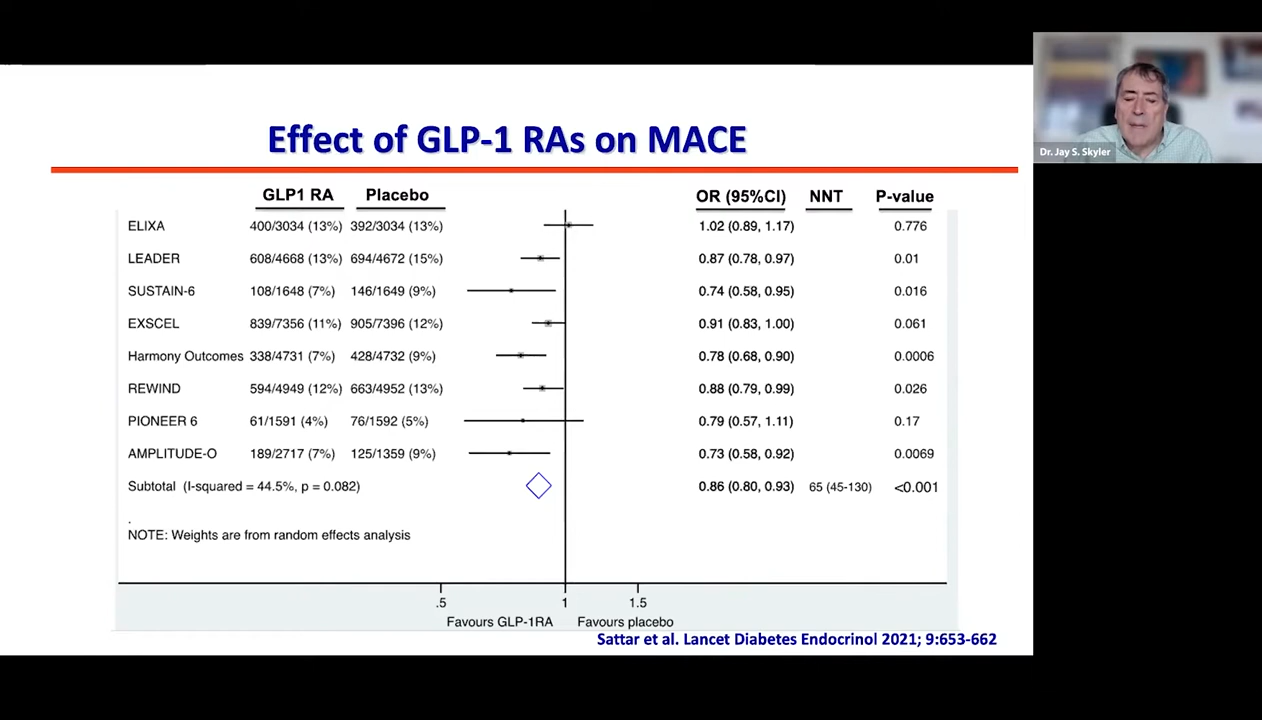 Effect of GLP-1 RAs on MACE
Dr. Jay S. Skyler
GLP1 RA Placebo OR (95%CI) NNT P-value
ELIXA 400/3034 (13%) 392/3034 (13%) 1.02 (0.89, 1.17) 0.776
LEADER 608/4668 (13%) 694/4672 (15%) 0.87 (0.78, 0.97) 0.01
SUSTAIN-6 108/1648 (7%) 146/1649 (9%) 0.74 (0.58, 0.95) 0.016
EXSCEL 839/7356 (11%) 905/7396 (12%) 0.91 (0.83, 1.00) 0.061
Harmony Outcomes 338/4731 (7%) 428/4732 (9%) 0.78 (0.68, 0.90) 0.0006
REWIND 594/4949 (12%) 663/4952 (13%) 0.88 (0.79, 0.99) 0.026
PIONEER 6 61/1591 (4%) 76/1592 (5%) 0.79 (0.57, 1.11) 0.17
AMPLITUDE-O 189/2717 (7%) 125/1359 (9%) 0.73 (0.58, 0.92) 0.0069
Subtotal (I-squared = 44.5%, p = 0.082) 0.86 (0.80, 0.93) 65 (45-130) <0.001
.
NOTE: Weights are from random effects analysis
.5 1 1.5
Favours GLP-1RA Favours placebo
Sattar et al. Lancet Diabetes Endocrinol 2021; 9:653-662